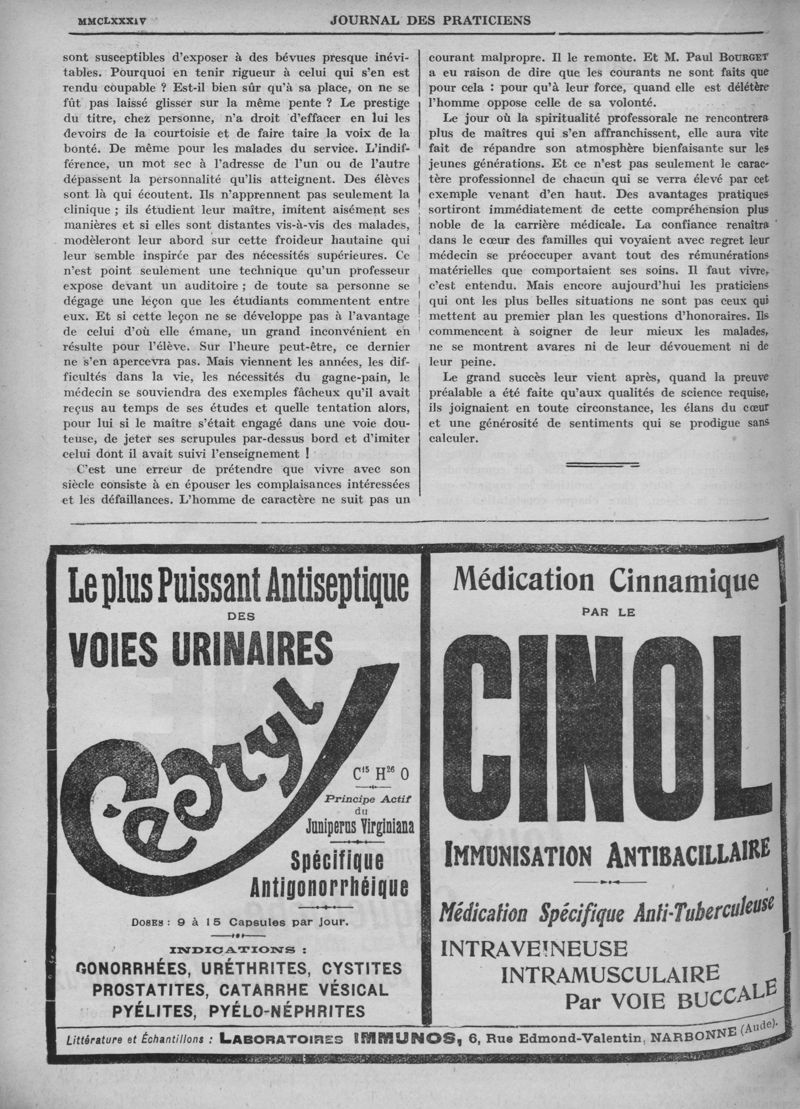 MMCLXXXIV
JOURNAL DES PRATICIENS
sont susceptibles d'exposer à des bévues presque inévi-
tables. Pourquoi en tenir rigueur à celui qui s'en est
rendu coupable ? Est-il bien sûr qu'à sa place, on ne se
fût pas laissé glisser sur la même pente ? Le prestige
du titre, chez personne, n'a droit d'effacer en lui les
devoirs de la courtoisie et de faire taire la voix de la
bonté. De même pour les malades du service. L'indif-
férence, un mot sec à l'adresse de l'un ou de l'autre
dépassent la personnalité qu'lis atteignent. Des élèves
sont là qui écoutent. Ils n'apprennent pas seulement la
clinique ; ils étudient leur maître, imitent aisément ses
manières et si elles sont distantes vis-à-vis des malades,
modèleront leur abord sur cette froideur hautaine qui
leur semble inspirée par des nécessités supérieures. Ce
n'est point seulement une technique qu'un professeur
expose devant un auditoire ; de toute sa personne se
dégage une leçon que les étudiants commentent entre
eux. Et si cette leçon ne se développe pas à l'avantage
de celui d'où elle émane, un grand inconvénient en
résulte pour l'élève. Sur l'heure peut-être, ce dernier
ne s'en apercevra pas. Mais viennent les années, les dif-
ficultés dans la vie, les nécessités du gagne-pain, le
médecin se souviendra des exemples fâcheux qu'il avait
reçus au temps de ses études et quelle tentation alors,
pour lui si le maître s'était engagé dans une voie dou-
teuse, de jeter ses scrupules par-dessus bord et d'imiter
celui dont il avait suivi l'enseignement !
C'est une erreur de prétendre que vivre avec son
siècle consiste à en épouser les complaisances intéressées
et les défaillances. L'homme de caractère ne suit pas un
courant malpropre. Il le remonte. Et M. Paul BOURGET
a eu raison de dire que les courants ne sont faits que
pour cela : pour qu'à leur force, quand elle est délétère
l'homme oppose celle de sa volonté.
Le jour où la spiritualité professorale ne rencontrera
plus de maîtres qui s'en affranchissent, elle aura vite
fait de répandre son atmosphère bienfaisante sur les
jeunes générations. Et ce n'est pas seulement le carac-
tère professionnel de chacun qui se verra élevé par cet
exemple venant d'en haut. Des avantages pratiques
sortiront immédiatement de cette compréhension plus
noble de la carrière médicale. La confiance renaîtra
dans le cœur des familles qui voyaient avec regret leur
médecin se préoccuper avant tout des rémunérations
matérielles que comportaient ses soins. Il faut vivre,
c'est entendu. Mais encore aujourd'hui les praticiens
qui ont les plus belles situations ne sont pas ceux qui
mettent au premier plan les questions d'honoraires. Ils
commencent à soigner de leur mieux les malades,
ne se montrent avares ni de leur dévouement ni de
leur peine.
Le grand succès leur vient après, quand la preuve
préalable a été faite qu'aux qualités de science requise,
ils joignaient en toute circonstance, les élans du cœur
et une générosité de sentiments qui se prodigue sans
calculer.
Le plus Puissant Antiseptique
DES
VOIES URINAIRES
Cedryl
C15 H26 O
Principe Actif
du
Juniperus Virginiana
Spécifique
Antigonorrhéique
DOSES : 9 à 15 Capsules par Jour.
INDICATIONS :
GONORRHÉES, URÉTHRITES, CYSTITES
PROSTATITES, CATARRHE VÉSICAL
PYÉLITES, PYÉLO-NÉPHRITES
Médication Cinnamique
PAR LE
CINOL
IMMUNISATION ANTIBACILLAIRE
Médication Spécifique Anti-Tuberculeuse
INTRAVEINEUSE
INTRAMUSCULAIRE
Par VOIE BUCCALE
Littérature et Échantillons : LABORATOIRES IMMUNOS, 6, Rue Edmond-Valentin, NARBONNE (Aude).